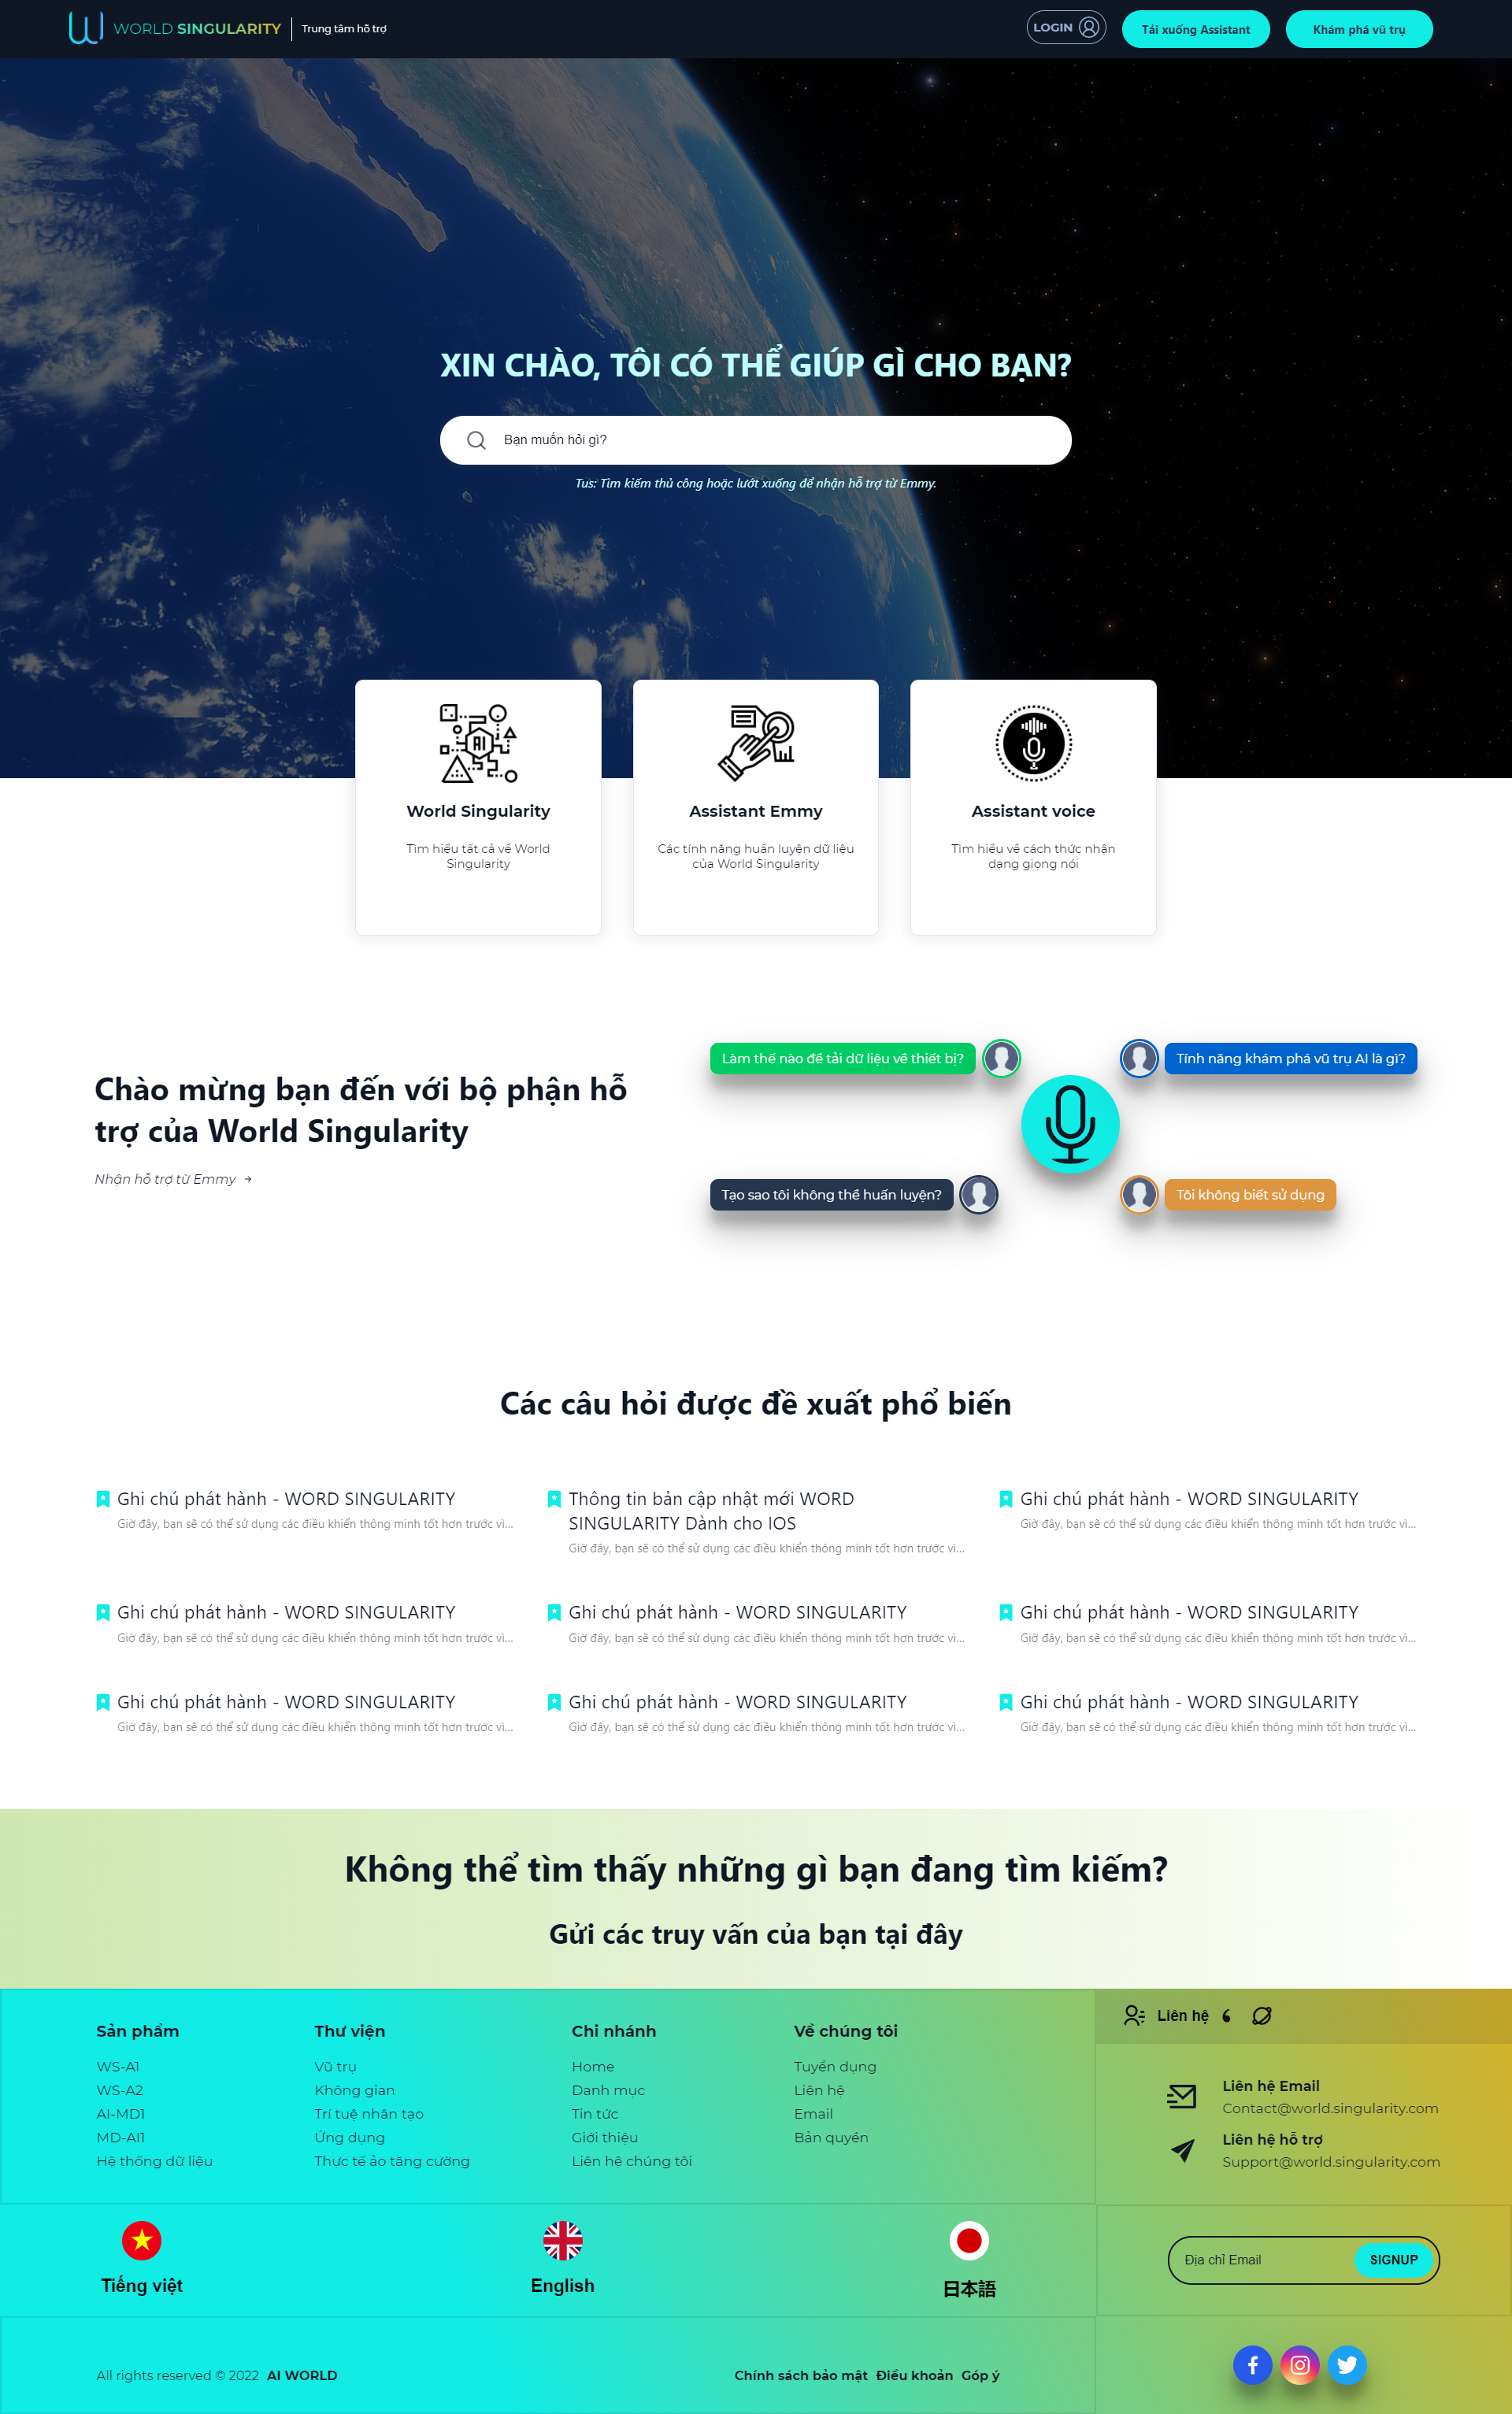 WORLD SINGULARITY
Trung tâm hỗ trợ
LOGIN
Tải xuống Assistant
Khám phá vũ trụ
XIN CHÀO, TÔI CÓ THỂ GIÚP GÌ CHO BẠN?
Bạn muốn hỏi gì?
Tus: Tìm kiếm thủ công hoặc lướt xuống để nhận hỗ trợ từ Emmy.
AI
World Singularity
Tìm hiểu tất cả về World
Singularity
Assistant Emmy
Các tính năng huấn luyện dữ liệu
của World Singularity
Assistant voice
Tìm hiểu về cách thức nhận
dạng giọng nói
Làm thế nào để tải dữ liệu về thiết bị?
Tính năng khám phá vũ trụ AI là gì?
Chào mừng bạn đến với bộ phận hỗ
trợ của World Singularity
Nhận hỗ trợ từ Emmy →
Tạo sao tôi không thể huấn luyện?
Tôi không biết sử dụng
Các câu hỏi được đề xuất phổ biến
Ghi chú phát hành - WORD SINGULARITY
Giờ đây, bạn sẽ có thể sử dụng các điều khiển thông minh tốt hơn trước vì...
Thông tin bản cập nhật mới WORD
SINGULARITY Dành cho IOS
Giờ đây, bạn sẽ có thể sử dụng các điều khiển thông minh tốt hơn trước vì...
Ghi chú phát hành - WORD SINGULARITY
Giờ đây, bạn sẽ có thể sử dụng các điều khiển thông minh tốt hơn trước vì...
Ghi chú phát hành - WORD SINGULARITY
Giờ đây, bạn sẽ có thể sử dụng các điều khiển thông minh tốt hơn trước vì...
Ghi chú phát hành - WORD SINGULARITY
Giờ đây, bạn sẽ có thể sử dụng các điều khiển thông minh tốt hơn trước vì...
Ghi chú phát hành - WORD SINGULARITY
Giờ đây, bạn sẽ có thể sử dụng các điều khiển thông minh tốt hơn trước vì...
Ghi chú phát hành - WORD SINGULARITY
Giờ đây, bạn sẽ có thể sử dụng các điều khiển thông minh tốt hơn trước vì...
Ghi chú phát hành - WORD SINGULARITY
Giờ đây, bạn sẽ có thể sử dụng các điều khiển thông minh tốt hơn trước vì...
Ghi chú phát hành - WORD SINGULARITY
Giờ đây, bạn sẽ có thể sử dụng các điều khiển thông minh tốt hơn trước vì...
Không thể tìm thấy những gì bạn đang tìm kiếm?
Gửi các truy vấn của bạn tại đây
Sản phẩm
WS-A1
WS-A2
AI-MD1
MD-AI1
Hệ thống dữ liệu
Thư viện
Vũ trụ
Không gian
Trí tuệ nhân tạo
Ứng dụng
Thực tế ảo tăng cường
Chi nhánh
Home
Danh mục
Tin tức
Giới thiệu
Liên hệ chúng tôi
Về chúng tôi
Tuyển dụng
Liên hệ
Email
Bản quyền
Liên hệ
Liên hệ Email
Contact@world.singularity.com
Liên hệ hỗ trợ
Support@world.singularity.com
Tiếng việt
English
日本語
Địa chỉ Email
SIGNUP
All rights reserved © 2022 AI WORLD
Chính sách bảo mật Điều khoản Góp ý